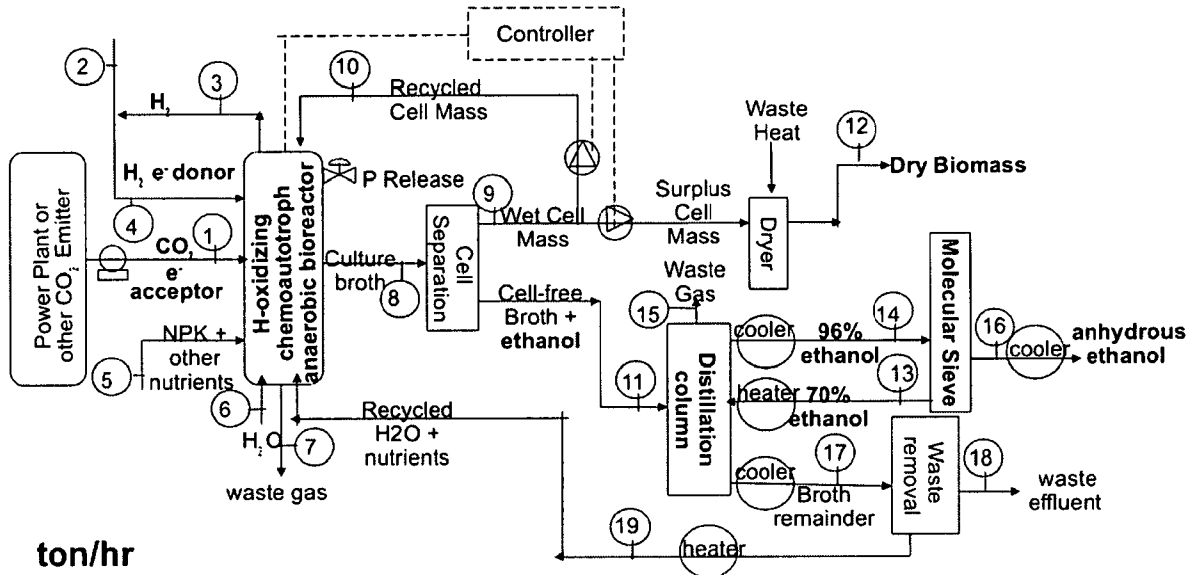 Controller
2
3
10
H2
Recycled
Cell Mass
Waste
Heat
12
Dry Biomass
Power Plant or
other CO2 Emitter
H2 e- donor
4
1
CO2
e-
acceptor
H-oxidizing
chemoautotroph
anaerobic bioreactor
P Release
9
Wet Cell
Mass
Surplus
Cell
Mass
Dryer
Culture
broth
8
Cell
Separation
Cell-free
Broth +
ethanol
Waste
Gas
15
NPK +
other
nutrients
5
6
H2O
7
waste gas
Recycled
H2O +
nutrients
11
Distillation
column
cooler
96%
ethanol
14
heater
70%
ethanol
13
Molecular Sieve
16
cooler
anhydrous
ethanol
cooler
17
Broth
remainder
Waste
removal
18
waste
effluent
19
heater
ton/hr